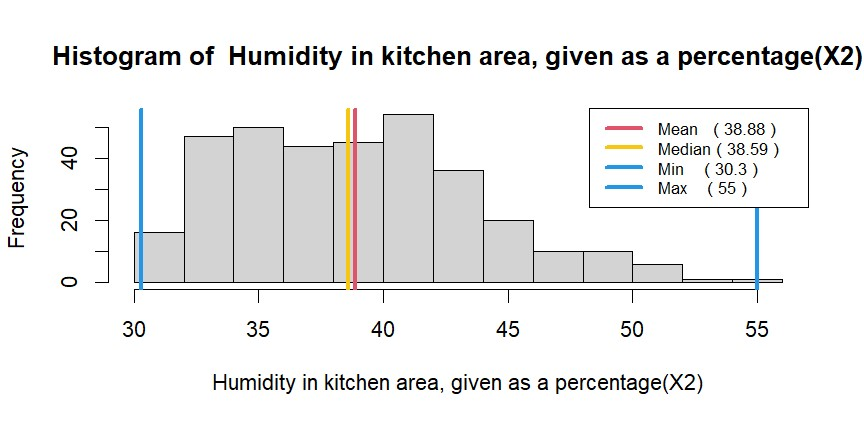 Histogram of  Humidity in kitchen area, given as a percentage(X2)
Mean ( 38.88 )
Median ( 38.59 )
Min ( 30.3 )
Max ( 55 )
Frequency
40
20
0
30 35 40 45 50 55
Humidity in kitchen area, given as a percentage(X2)